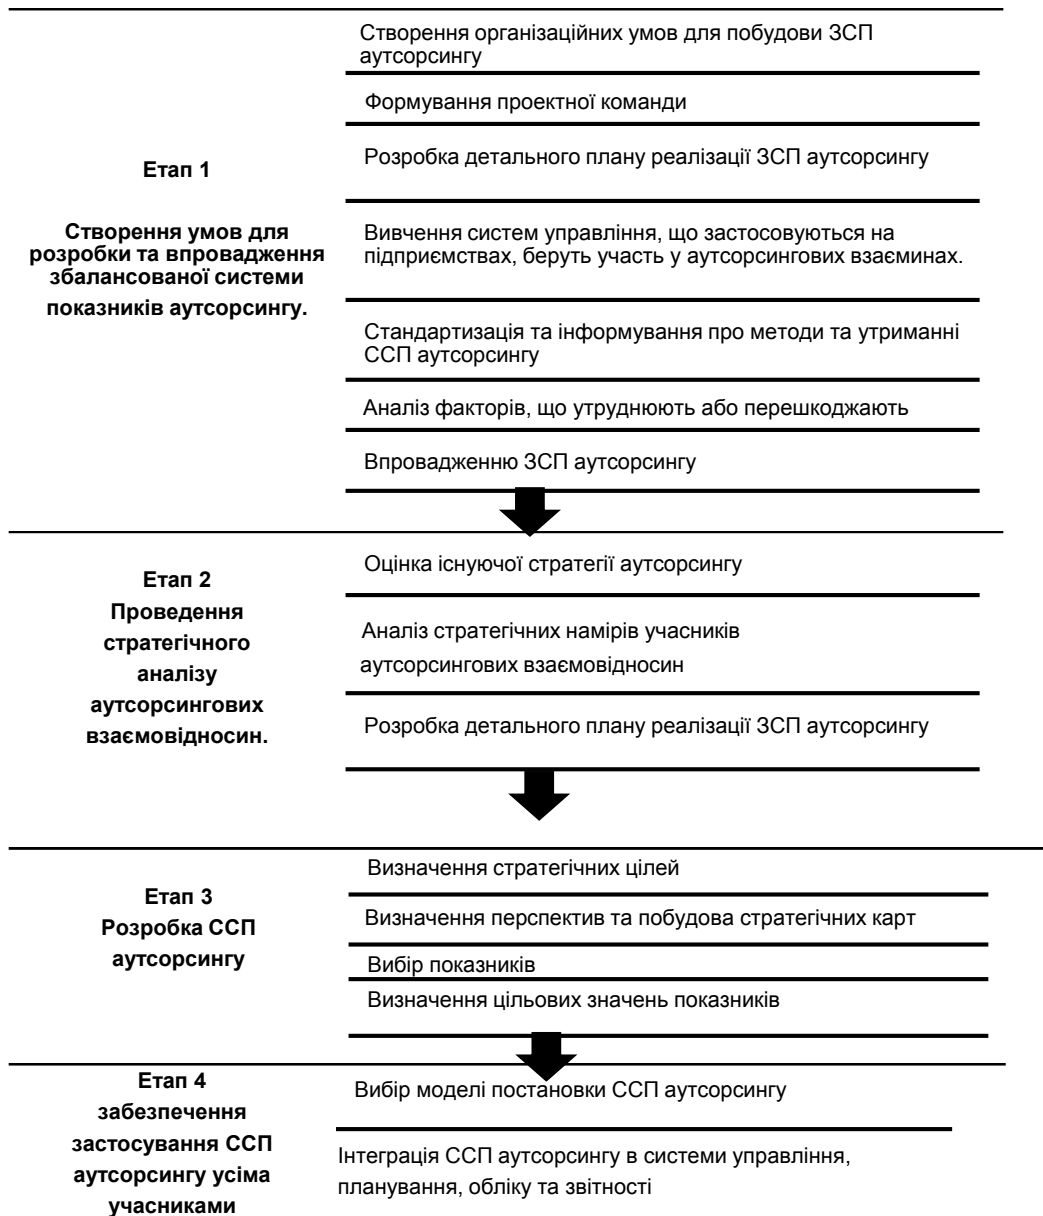 Створення організаційних умов для побудови ЗСП
аутсорсингу
Формування проектної команди
Етап 1
Розробка детального плану реалізації ЗСП аутсорсингу
Створення умов для
розробки та впровадження
збалансованої системи
показників аутсорсингу.
Вивчення систем управління, що застосовуються на
підприємствах, беруть участь у аутсорсингових взаєминах.
Стандартизація та інформування про методи та утриманні
ССП аутсорсингу
Аналіз факторів, що утруднюють або перешкоджають
Впровадженню ЗСП аутсорсингу
Етап 2
Проведення
стратегічного
аналізу
аутсорсингових
взаємовідносин.
Оцінка існуючої стратегії аутсорсингу
Аналіз стратегічних намірів учасників
аутсорсингових взаємовідносин
Розробка детального плану реалізації ЗСП аутсорсингу
Етап 3
Розробка ССП
аутсорсингу
Визначення стратегічних цілей
Визначення перспектив та побудова стратегічних карт
Вибір показників
Визначення цільових значень показників
Етап 4
забезпечення
застосування ССП
аутсорсингу усіма
учасниками
Вибір моделі постановки ССП аутсорсингу
Інтеграція ССП аутсорсингу в системи управління,
планування, обліку та звітності